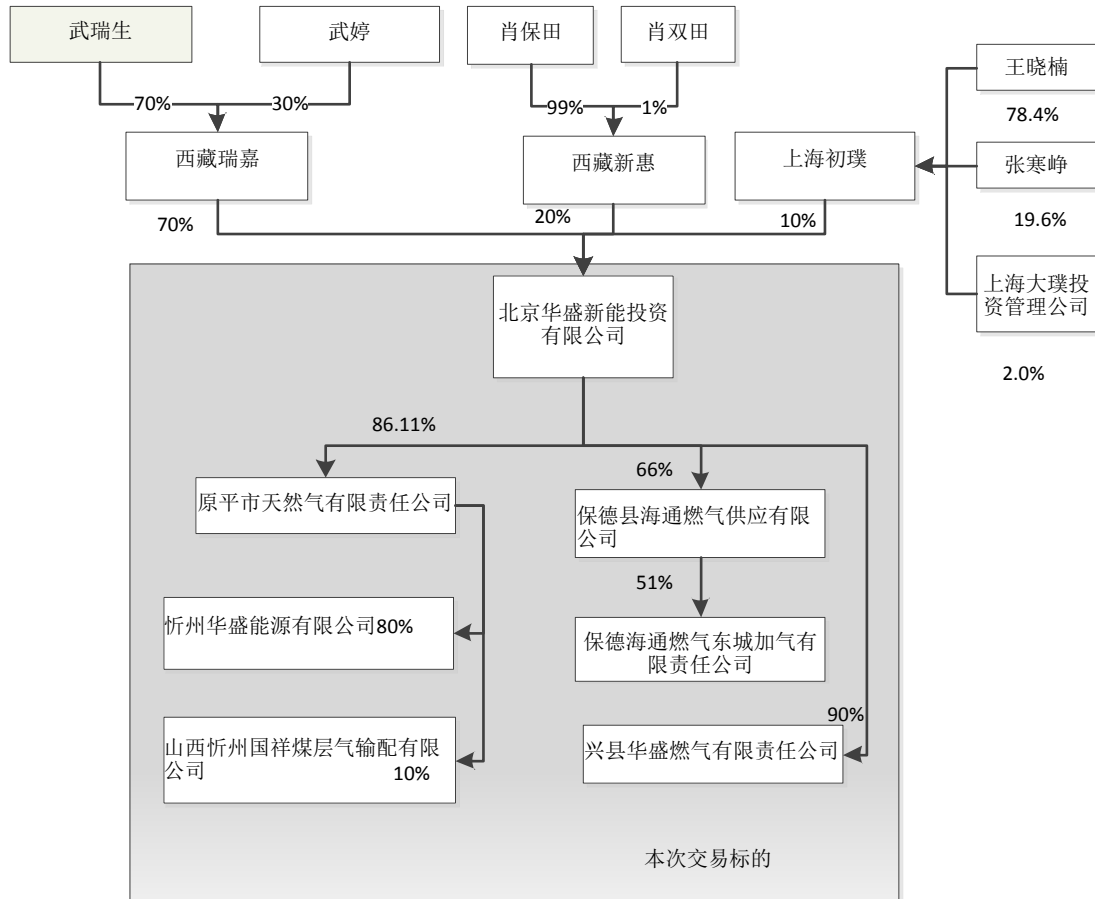 武瑞生
武婷
肖保田
肖双田
王晓楠
70%
30%
99%
1%
78.4%
西藏瑞嘉
西藏新惠
上海初璞
张寒峥
70%
20%
10%
19.6%
上海大璞投
资管理公司
2.0%
北京华盛新能投资
有限公司
86.11%
66%
原平市天然气有限责任公司
保德县海通燃气供应有限
公司
51%
忻州华盛能源有限公司80%
保德海通燃气东城加气有
限责任公司
90%
山西忻州国祥煤层气输配有限
公司 10%
兴县华盛燃气有限责任公司
本次交易标的